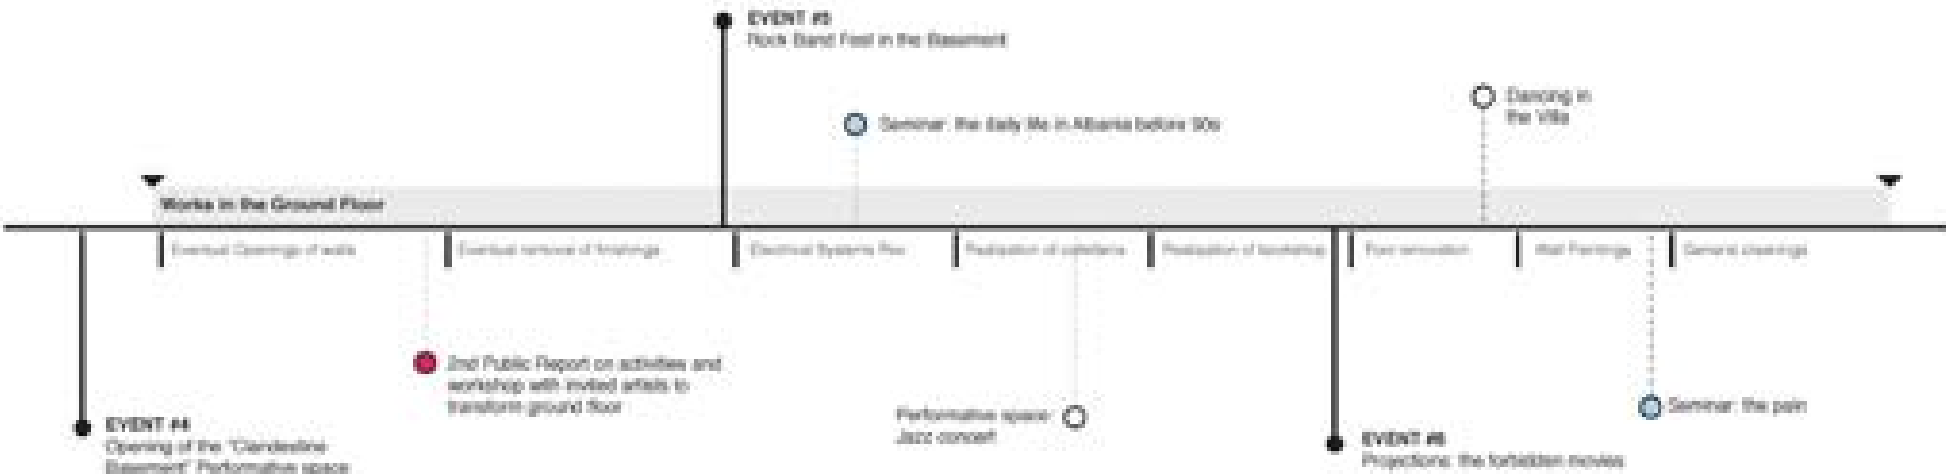 EVENT #5
Rock Band Fest in the Basement
Dancing in
the Villa
Seminar: the daily life in Albania before 90s
Works in the Ground Floor
Eventual Openings of walls
Eventual removal of finishings
Electrical Systems
Realisation of cafeteria
Realisation of bookshop
renovation
Wall Paintings
General cleanings
2nd Public Report on activities and
workshop with invited artists to
transform ground floor
Performative space:
Jazz concert
Seminar: the pain
EVENT #4
Opening of the "Clandestine
Basement" Performative space
EVENT #6
Projections: the forbidden movies